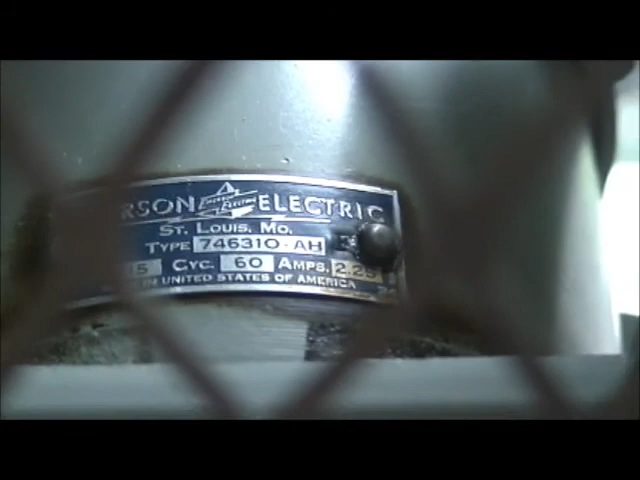 RSON ELECTRIC
ST. LOUIS, MO.
TYPE 746310-AH
5 CYC. 60 AMPS. 2.25
IN UNITED STATES OF AMERICA